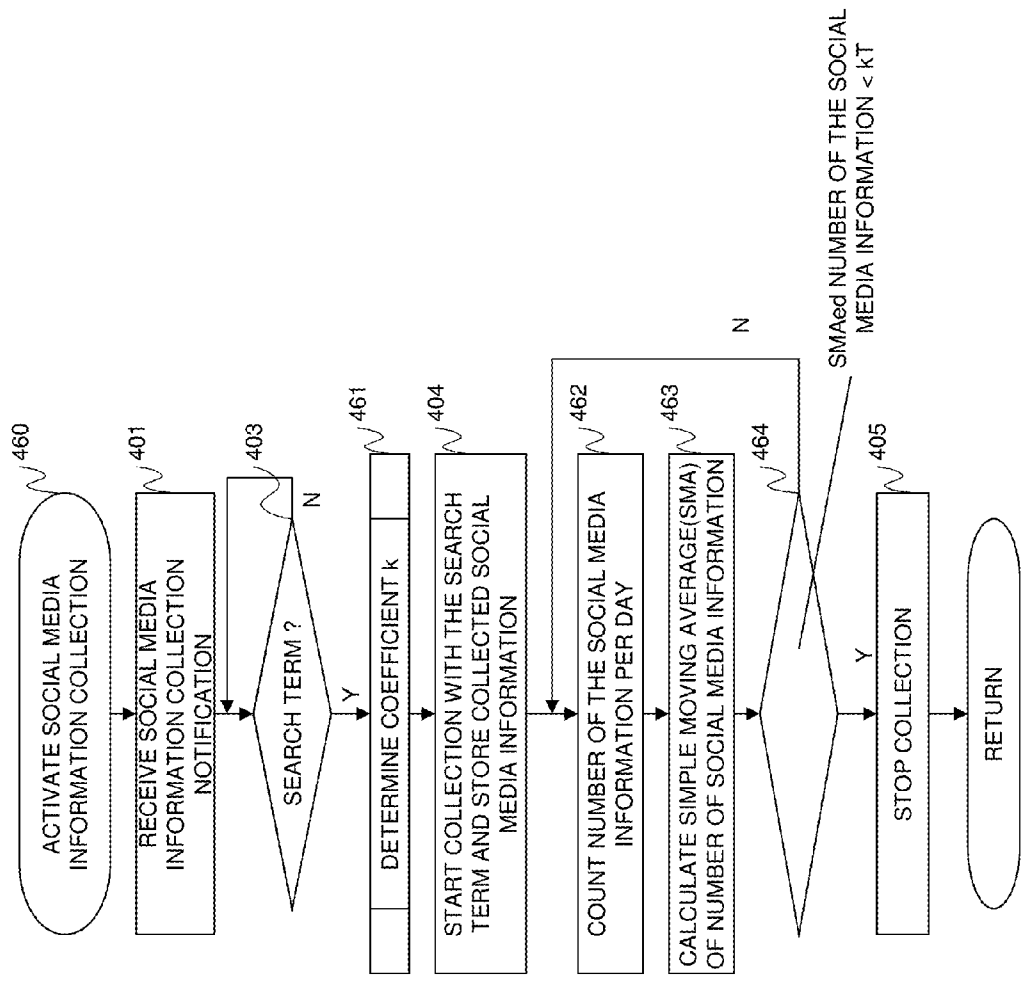 460
ACTIVATE SOCIAL MEDIA
INFORMATION COLLECTION
401
RECEIVE SOCIAL MEDIA
INFORMATION COLLECTION
NOTIFICATION
403
SEARCH TERM ?
N
Y
461
DETERMINE COEFFICIENT k
404
START COLLECTION WITH THE SEARCH
TERM AND STORE COLLECTED SOCIAL
MEDIA INFORMATION
462
COUNT NUMBER OF THE SOCIAL MEDIA
INFORMATION PER DAY
463
CALCULATE SIMPLE MOVING AVERAGE(SMA)
OF NUMBER OF SOCIAL MEDIA INFORMATION
464
N
SMAed NUMBER OF THE SOCIAL
MEDIA INFORMATION < kT
Y
405
STOP COLLECTION
RETURN